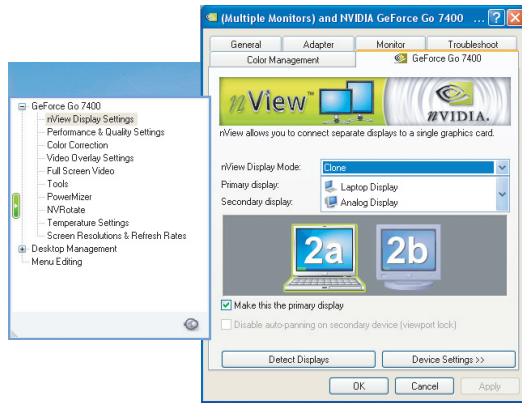 (Multiple Monitors) and NVIDIA GeForce Go 7400 ...
General
Adapter
Monitor
Troubleshoot
Color Management
GeForce Go 7400
nView™
nVIDIA.
nView allows you to connect separate displays to a single graphics card.
nView Display Mode:
Clone
Primary display:
Laptop Display
Secondary display:
Analog Display
2a
2b
Make this the primary display
Disable auto-panning on secondary device (viewport lock)
Detect Displays
Device Settings >>
OK
Cancel
Apply
GeForce Go 7400
nView Display Settings
Performance & Quality Settings
Color Correction
Video Overlay Settings
Full Screen Video
Tools
PowerMizer
NVRotate
Temperature Settings
Screen Resolutions & Refresh Rates
Desktop Management
Menu Editing